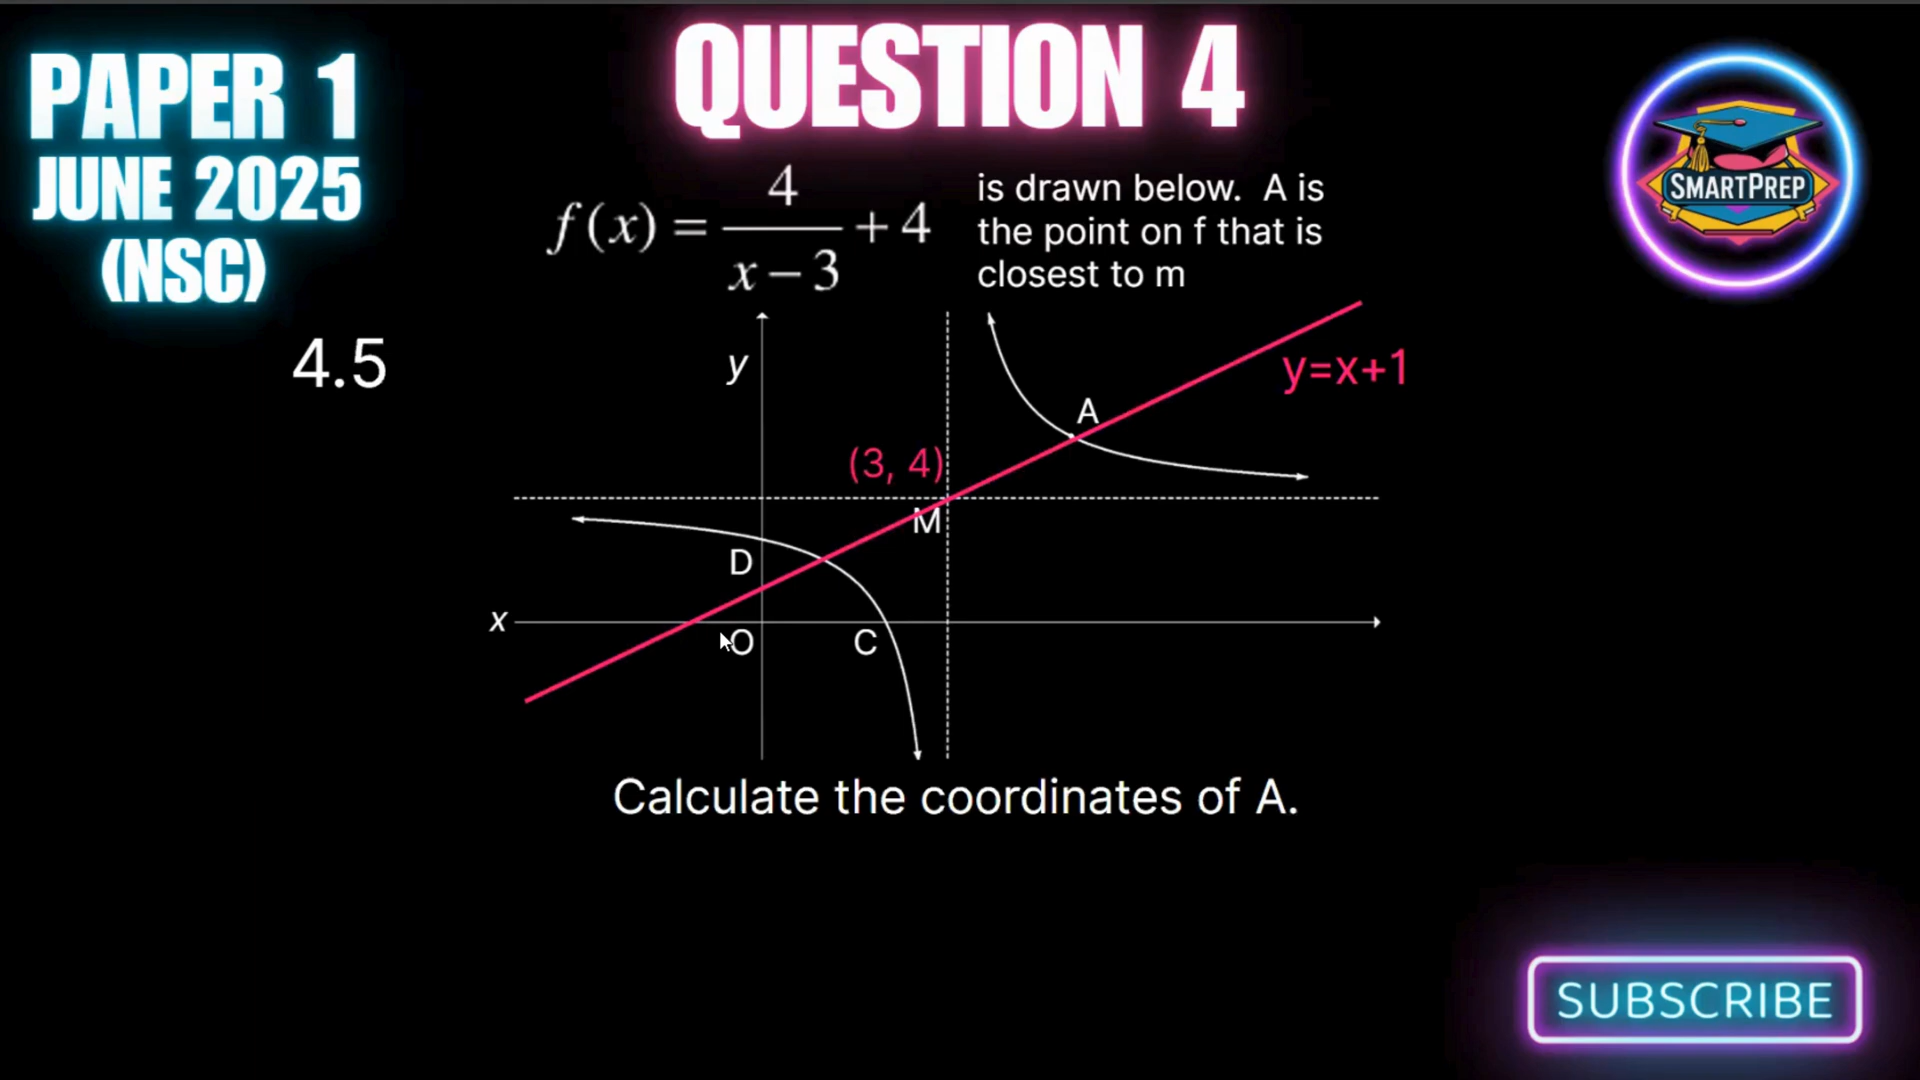 QUESTION 4
PAPER 1
JUNE 2025
(NSC)
SMARTPREP
f(x) = 4/(x − 3) + 4
is drawn below. A is
the point on f that is
closest to m
4.5
y
y=x+1
A
(3, 4)
M
D
x
O
C
Calculate the coordinates of A.
SUBSCRIBE